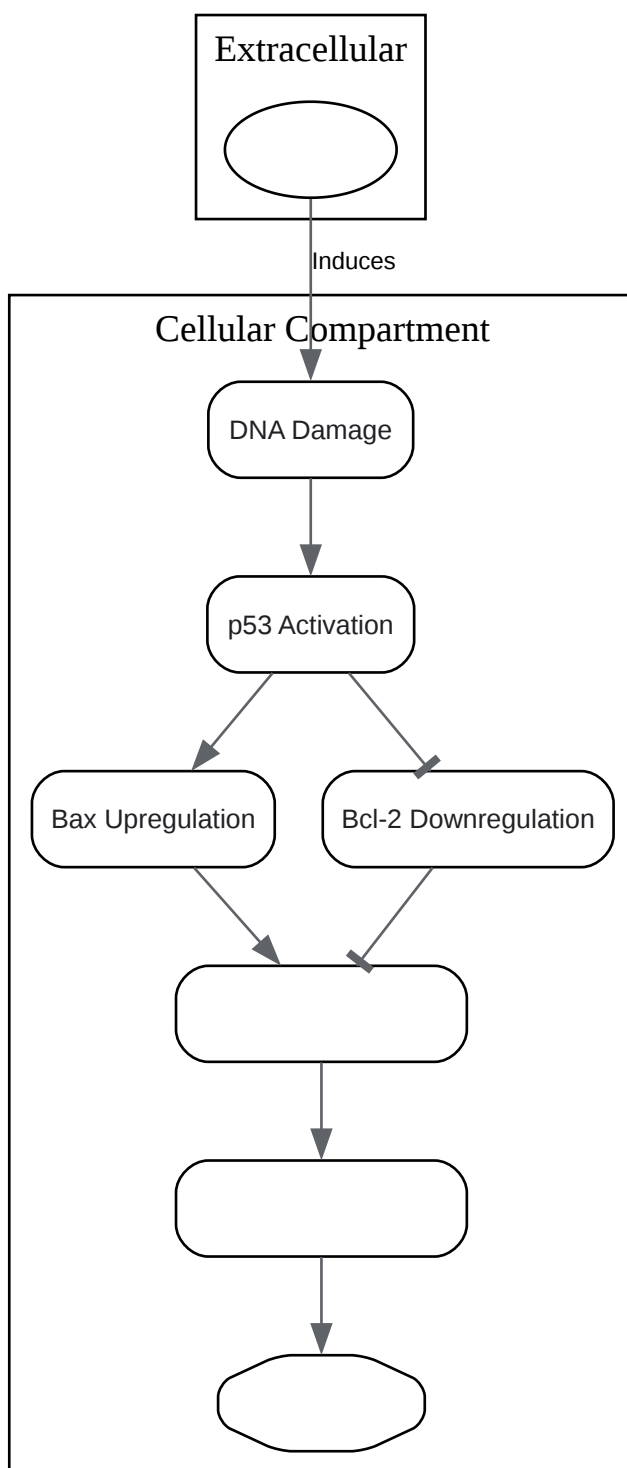 Extracellular
Induces
Cellular Compartment
DNA Damage
p53 Activation
Bax Upregulation
Bcl-2 Downregulation